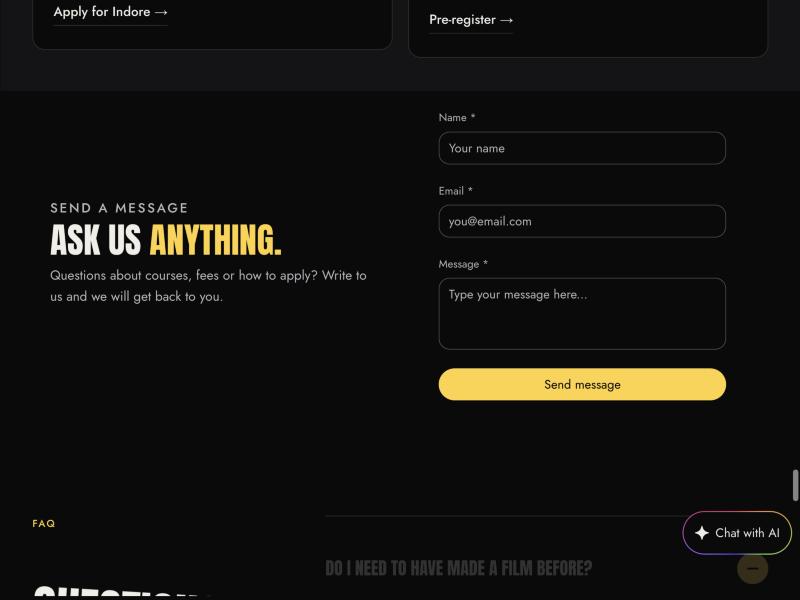 Apply for Indore →
Pre-register →
Name *
Your name
Email *
you@email.com
Message *
Type your message here...
Send message
SEND A MESSAGE
ASK US ANYTHING.
Questions about courses, fees or how to apply? Write to
us and we will get back to you.
FAQ
Chat with AI
DO I NEED TO HAVE MADE A FILM BEFORE?